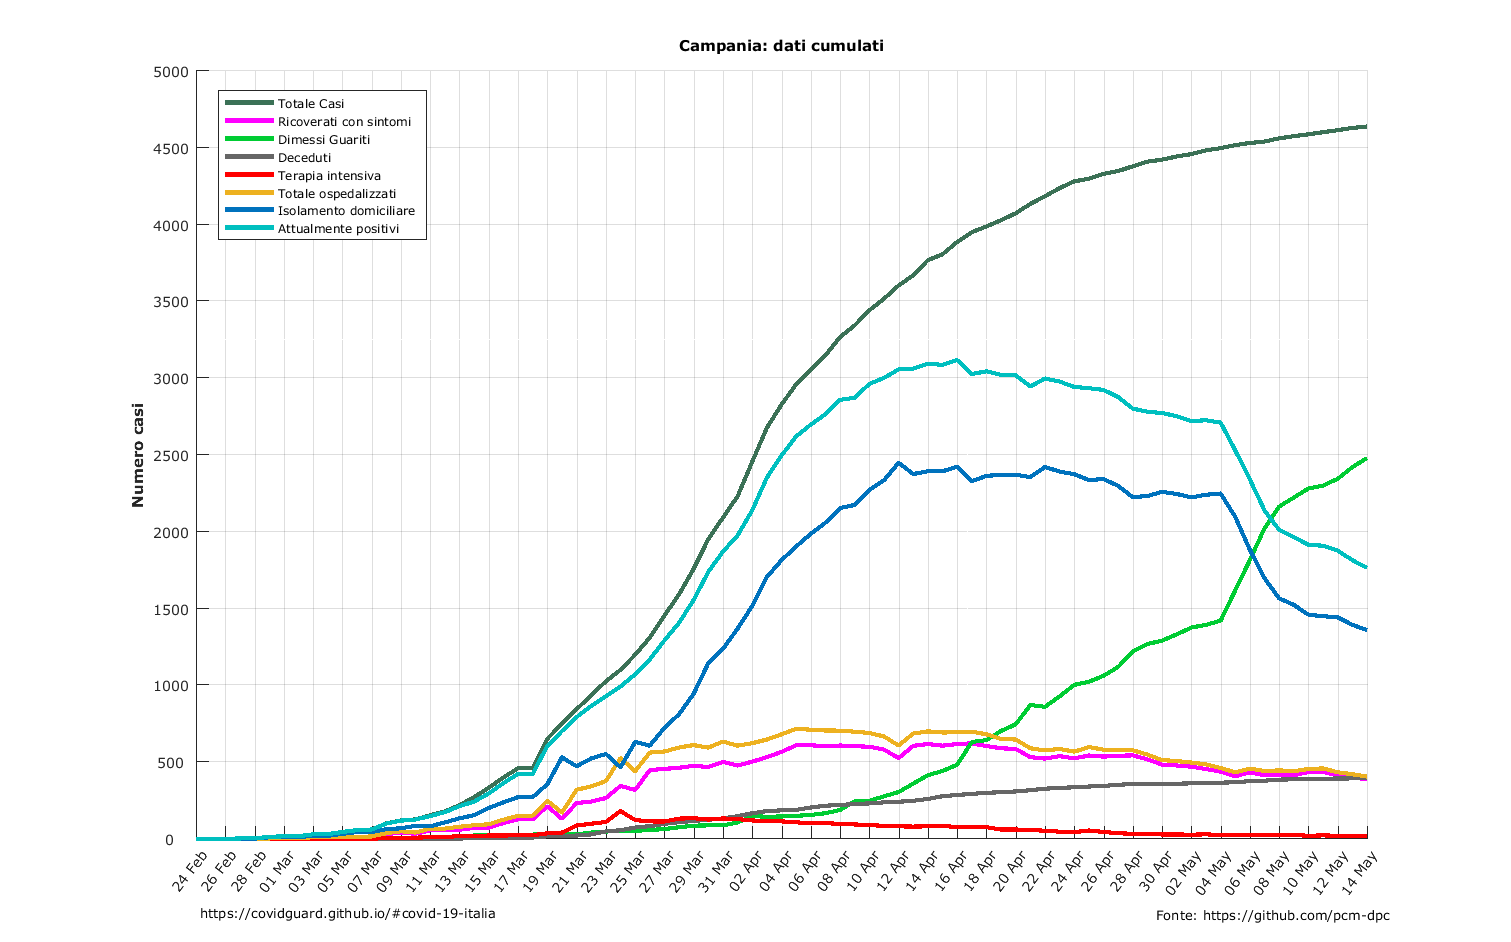 Campania: dati cumulati
5000
4500
4000
3500
3000
2500
2000
1500
1000
500
0
Numero casi
Totale Casi
Ricoverati con sintomi
Dimessi Guariti
Deceduti
Terapia intensiva
Totale ospedalizzati
Isolamento domiciliare
Attualmente positivi
24 Feb
26 Feb
28 Feb
01 Mar
03 Mar
05 Mar
07 Mar
09 Mar
11 Mar
13 Mar
15 Mar
17 Mar
19 Mar
21 Mar
23 Mar
25 Mar
27 Mar
29 Mar
31 Mar
02 Apr
04 Apr
06 Apr
08 Apr
10 Apr
12 Apr
14 Apr
16 Apr
18 Apr
20 Apr
22 Apr
24 Apr
26 Apr
28 Apr
30 Apr
02 May
04 May
06 May
08 May
10 May
12 May
14 May
https://covidguard.github.io/#covid-19-italia
Fonte: https://github.com/pcm-dpc